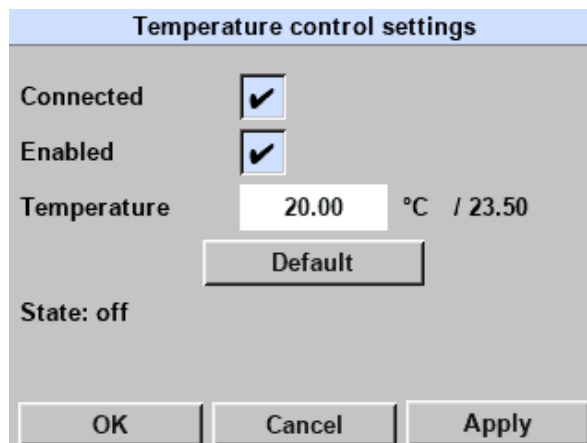 Temperature control settings
Connected ✔
Enabled ✔
Temperature 20.00 °C / 23.50
Default
State: off
OK Cancel Apply